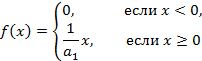 f(x) = { 0, если x < 0,
1/a₁ x, если x ≥ 0